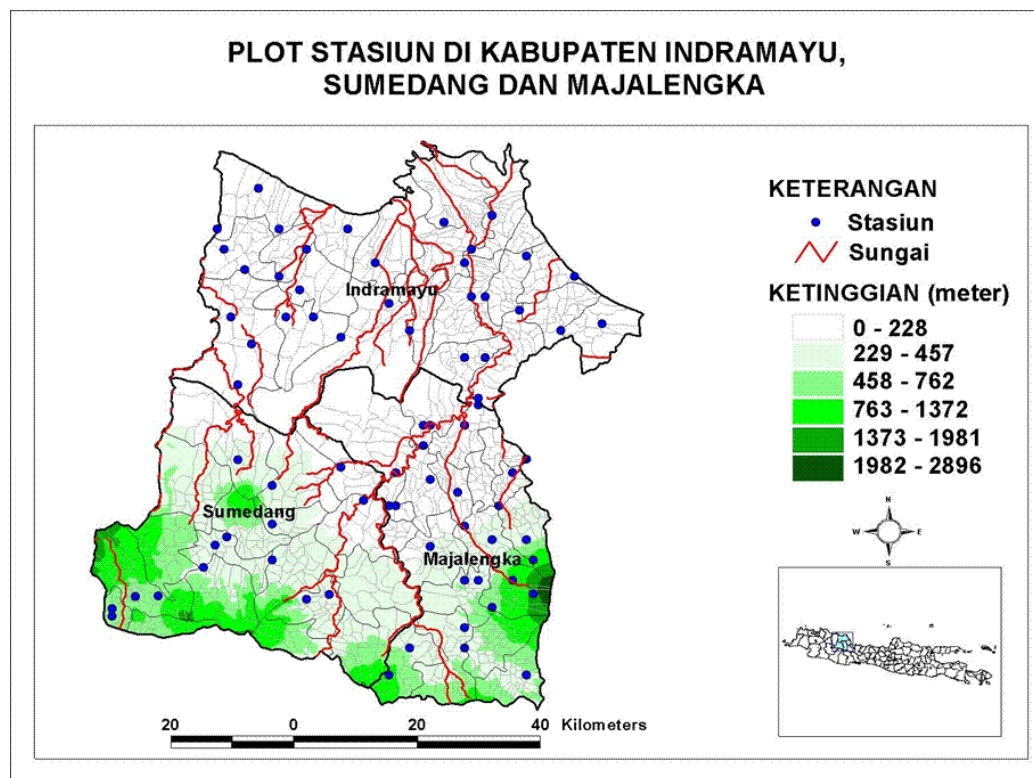 PLOT STASIUN DI KABUPATEN INDRAMAYU,
SUMEDANG DAN MAJALENGKA
KETERANGAN
Stasiun
Sungai
KETINGGIAN (meter)
0 - 228
229 - 457
458 - 762
763 - 1372
1373 - 1981
1982 - 2896
Indramayu
Sumedang
Majalengka
N
W E
S
20 0 20 40 Kilometers